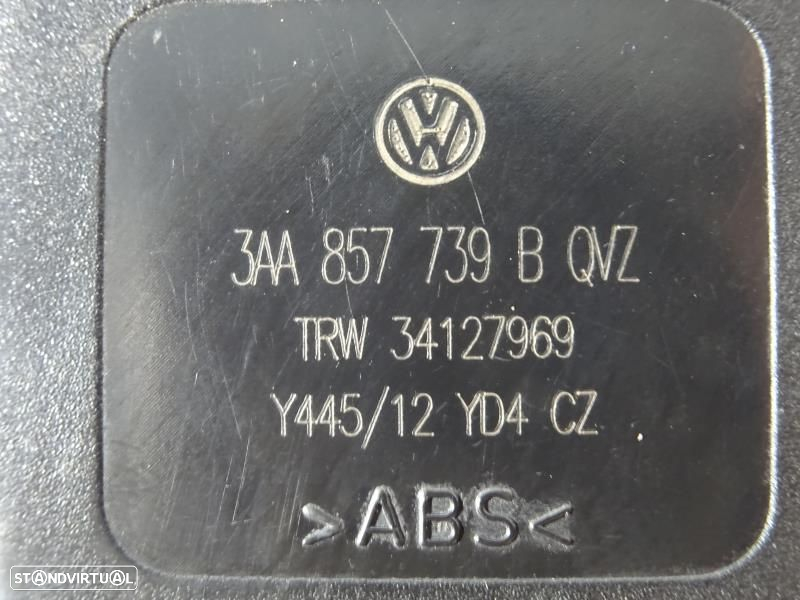 3AA 857 739 B QVZ
TRW 34127969
Y445/12 YD4 CZ
>ABS<
STANDVIRTUAL